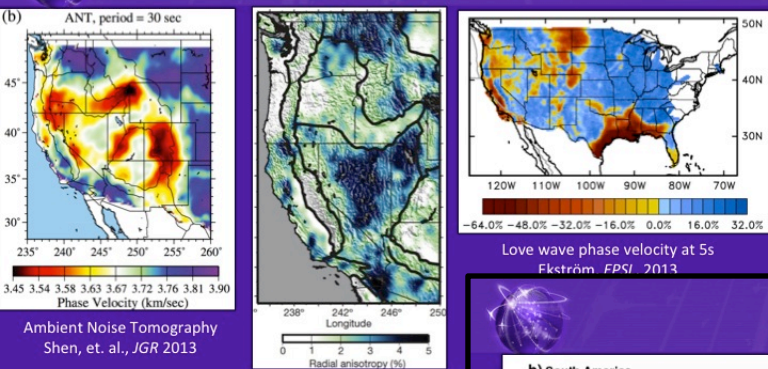 (b)
ANT, period = 30 sec
45°
40°
35°
30°
235° 240° 245° 250° 255° 260°
3.45 3.54 3.58 3.63 3.67 3.72 3.76 3.81 3.90
Phase Velocity (km/sec)
Ambient Noise Tomography
Shen, et. al., JGR 2013
238° 242° 246° 250
Longitude
0 1 2 3 4 5
Radial anisotropy (%)
50N
40N
30N
120W 110W 100W 90W 80W 70W
−64.0% −48.0% −32.0% −16.0% 0.0% 16.0% 32.0%
Love wave phase velocity at 5s
Ekström, EPSL, 2013
b) South America